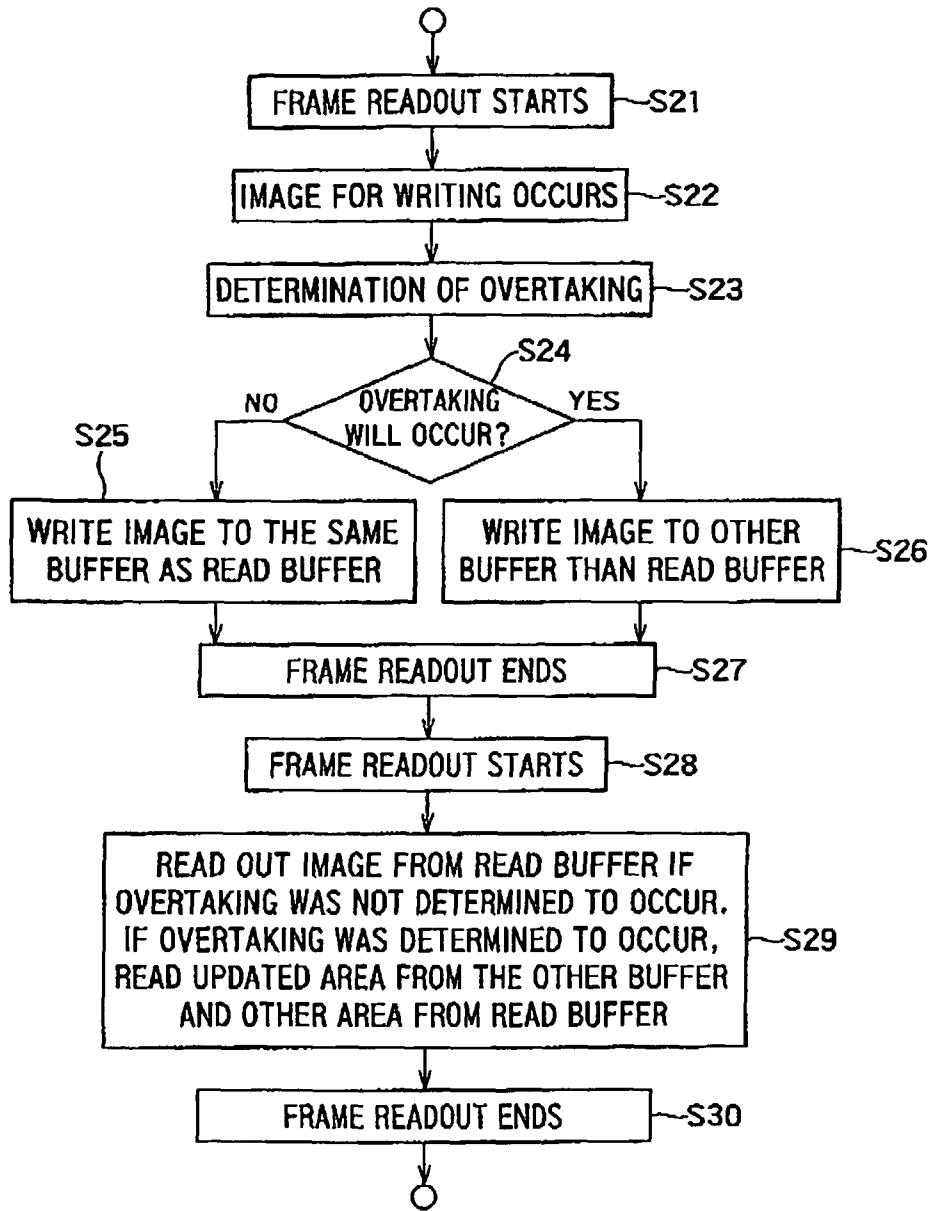 FRAME READOUT STARTS
S21
IMAGE FOR WRITING OCCURS
S22
DETERMINATION OF OVERTAKING
S23
S24
OVERTAKING
WILL OCCUR?
NO
YES
S25
WRITE IMAGE TO THE SAME
BUFFER AS READ BUFFER
WRITE IMAGE TO OTHER
BUFFER THAN READ BUFFER
S26
FRAME READOUT ENDS
S27
FRAME READOUT STARTS
S28
READ OUT IMAGE FROM READ BUFFER IF
OVERTAKING WAS NOT DETERMINED TO OCCUR.
IF OVERTAKING WAS DETERMINED TO OCCUR,
READ UPDATED AREA FROM THE OTHER BUFFER
AND OTHER AREA FROM READ BUFFER
S29
FRAME READOUT ENDS
S30